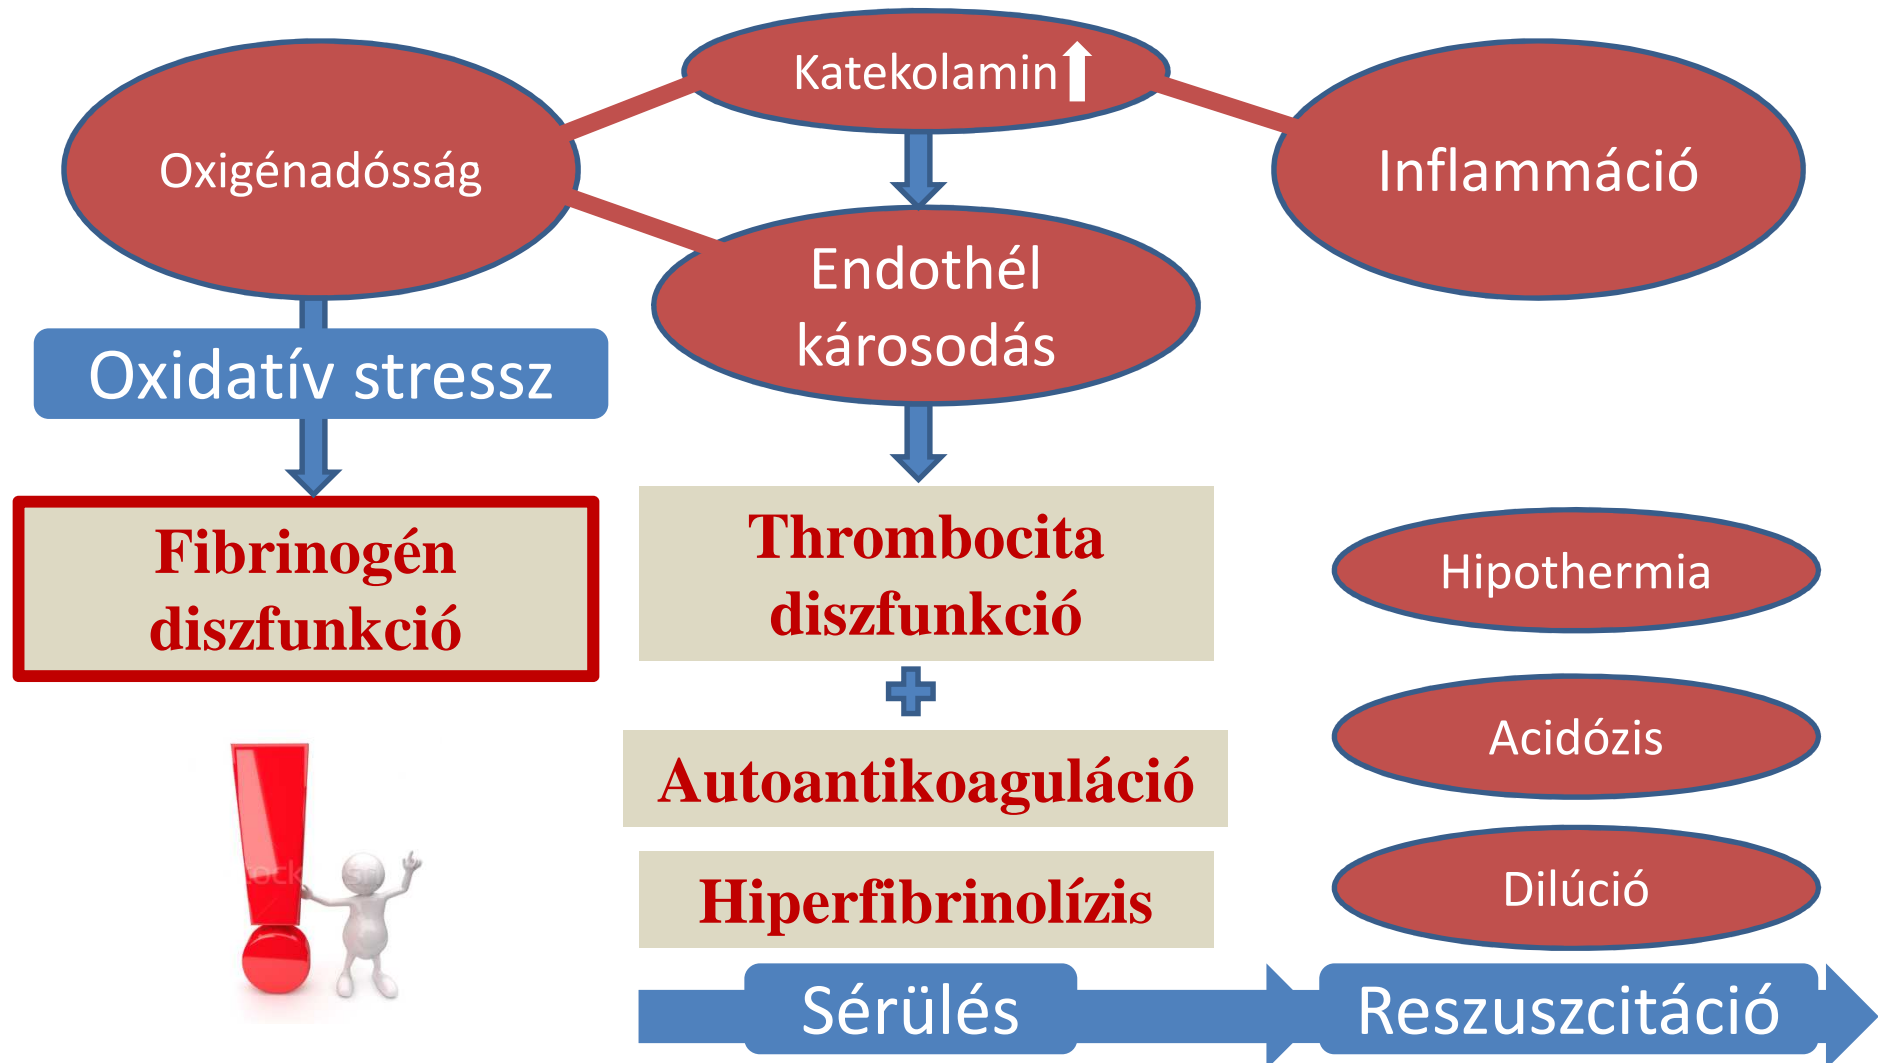 Katekolamin
Oxigénadósság
Inflammáció
Endothél
károsodás
Oxidatív stressz
Fibrinogén
diszfunkció
Thrombocita
diszfunkció
Hipothermia
Acidózis
Autoantikoaguláció
Dilúció
Hiperfibrinolízis
Sérülés
Reszuszcitáció